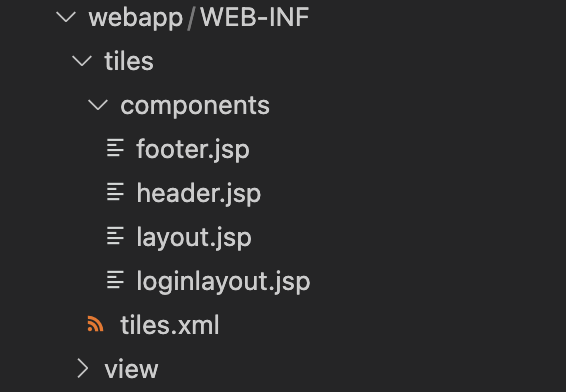 webapp/WEB-INF
tiles
components
footer.jsp
header.jsp
layout.jsp
loginlayout.jsp
tiles.xml
view